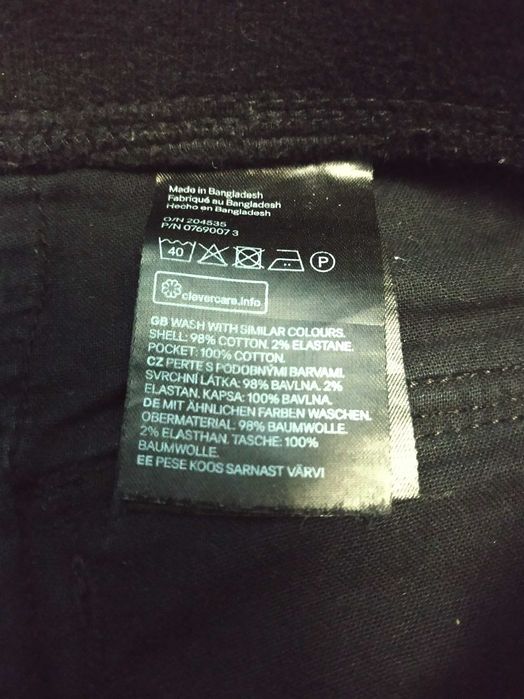 Made in Bangladesh
Fabriqué au Bangladesh
Hecho en Bangladesh
O/N 204535
P/N 0769007 3
40 P
clevercare.info
GB WASH WITH SIMILAR COLOURS.
SHELL: 98% COTTON. 2% ELASTANE.
POCKET: 100% COTTON.
CZ PERTE S PODOBNÝMI BARVAMI.
SVRCHNÍ LÁTKA: 98% BAVLNA. 2%
ELASTAN. KAPSA: 100% BAVLNA.
DE MIT ÄHNLICHEN FARBEN WASCHEN.
OBERMATERIAL: 98% BAUMWOLLE.
2% ELASTHAN. TASCHE: 100%
BAUMWOLLE.
EE PESE KOOS SARNAST VÄRVI